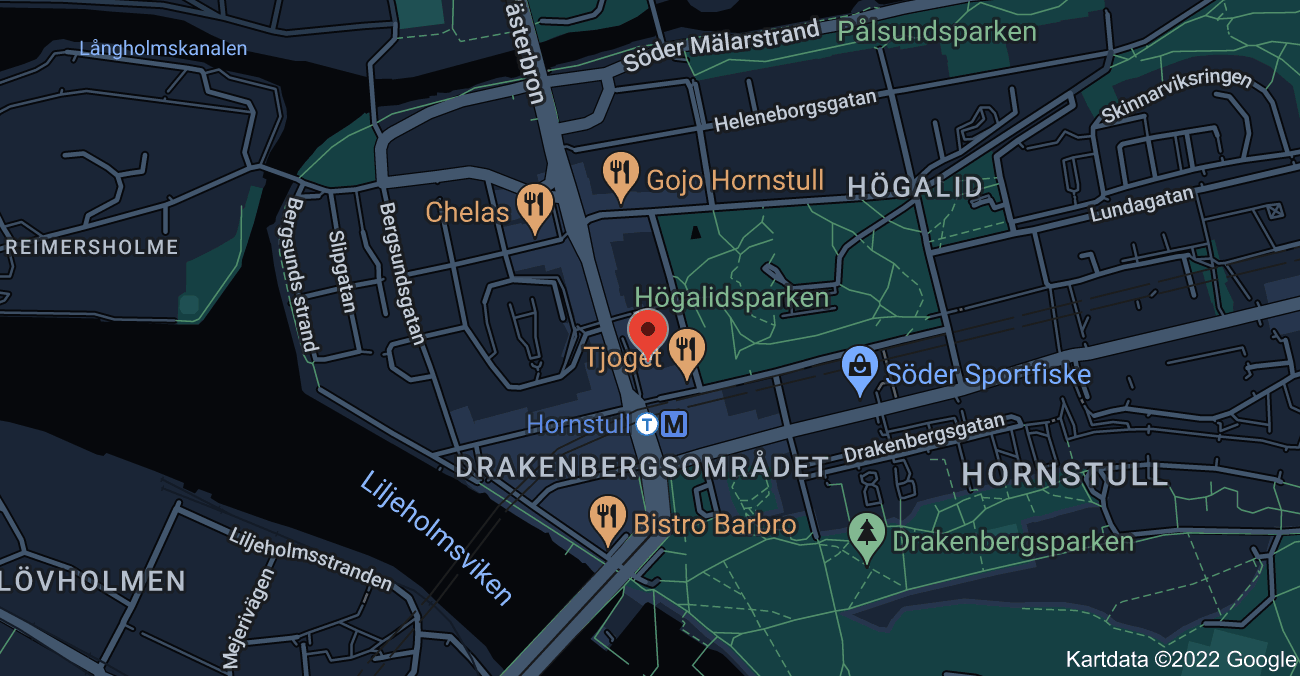 Långholmskanalen
ästerbron
Söder Mälarstrand
Pålsundsparken
Skinnarviksringen
Heleneborgsgatan
Gojo Hornstull
HÖGALID
Chelas
Lundagatan
REIMERSHOLME
Bergsunds strand
Slipgatan
Bergsundsgatan
Högalidsparken
Tjoget
Söder Sportfiske
Hornstull T M
Drakenbergsgatan
DRAKENBERGSOMRÅDET
HORNSTULL
Liljeholmsviken
Bistro Barbro
Drakenbergsparken
Liljeholmsstranden
LÖVHOLMEN
Mejerivägen
Kartdata ©2022 Google